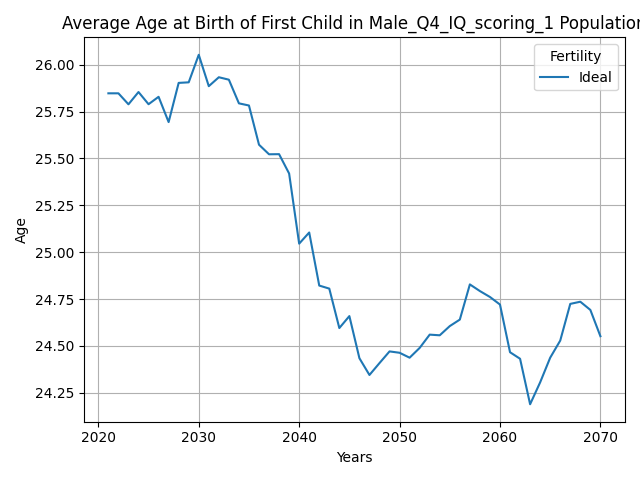 Average Age at Birth of First Child in Male_Q4_IQ_scoring_1 Population
Fertility
Ideal
26.00
25.75
25.50
25.25
25.00
24.75
24.50
24.25
Age
2020 2030 2040 2050 2060 2070
Years